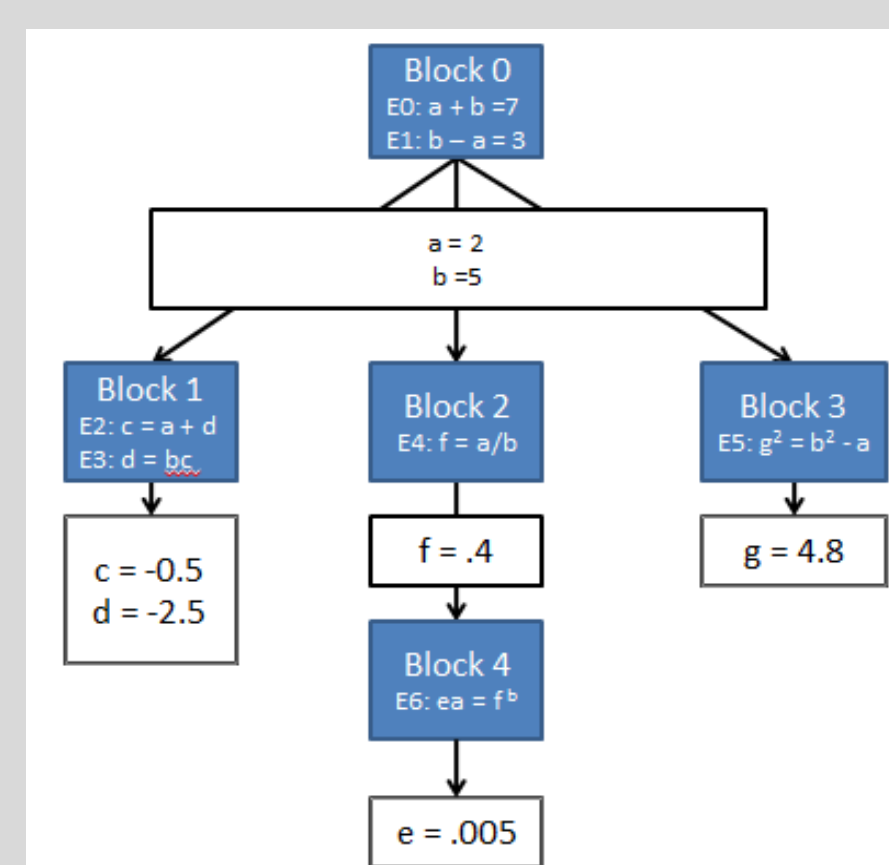 Block 0
E0: a + b =7
E1: b – a = 3
a = 2
b =5
Block 1
E2: c = a + d
E3: d = bc
Block 2
E4: f = a/b
Block 3
E5: g² = b² - a
c = -0.5
d = -2.5
f = .4
g = 4.8
Block 4
E6: ea = fᵇ
e = .005